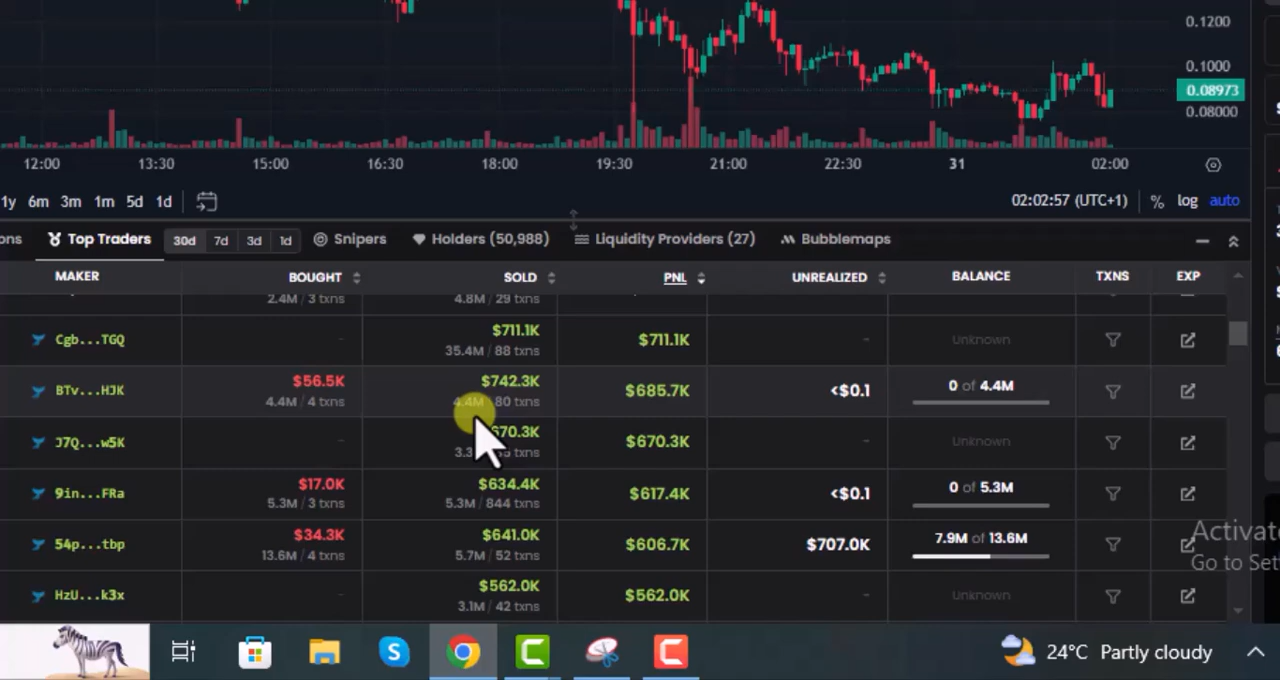 0.1200
0.1000
0.08973
0.08000
12:00 13:30 15:00 16:30 18:00 19:30 21:00 22:30 31 02:00
1y 6m 3m 1m 5d 1d 02:02:57 (UTC+1) % log auto
ons Top Traders 30d 7d 3d 1d Snipers Holders (50,988) Liquidity Providers (27) Bubblemaps
MAKER BOUGHT SOLD PNL UNREALIZED BALANCE TXNS EXP
2.4M / 3 txns 4.8M / 29 txns
Cgb...TGQ - $711.1K $711.1K - Unknown
35.4M / 88 txns
BTv...HJK $56.5K $742.3K $685.7K <$0.1 0 of 4.4M
4.4M / 4 txns 4.4M 80 txns
J7Q...w5K - 670.3K $670.3K - Unknown
txns
9in...FRa $17.0K $634.4K $617.4K <$0.1 0 of 5.3M
5.3M / 3 txns 5.3M / 844 txns
54p...tbp $34.3K $641.0K $606.7K $707.0K 7.9M of 13.6M
13.6M / 4 txns 5.7M / 52 txns
HzU...k3x - $562.0K $562.0K - Unknown
3.1M / 42 txns
Activate
Go to Set
24°C Partly cloudy